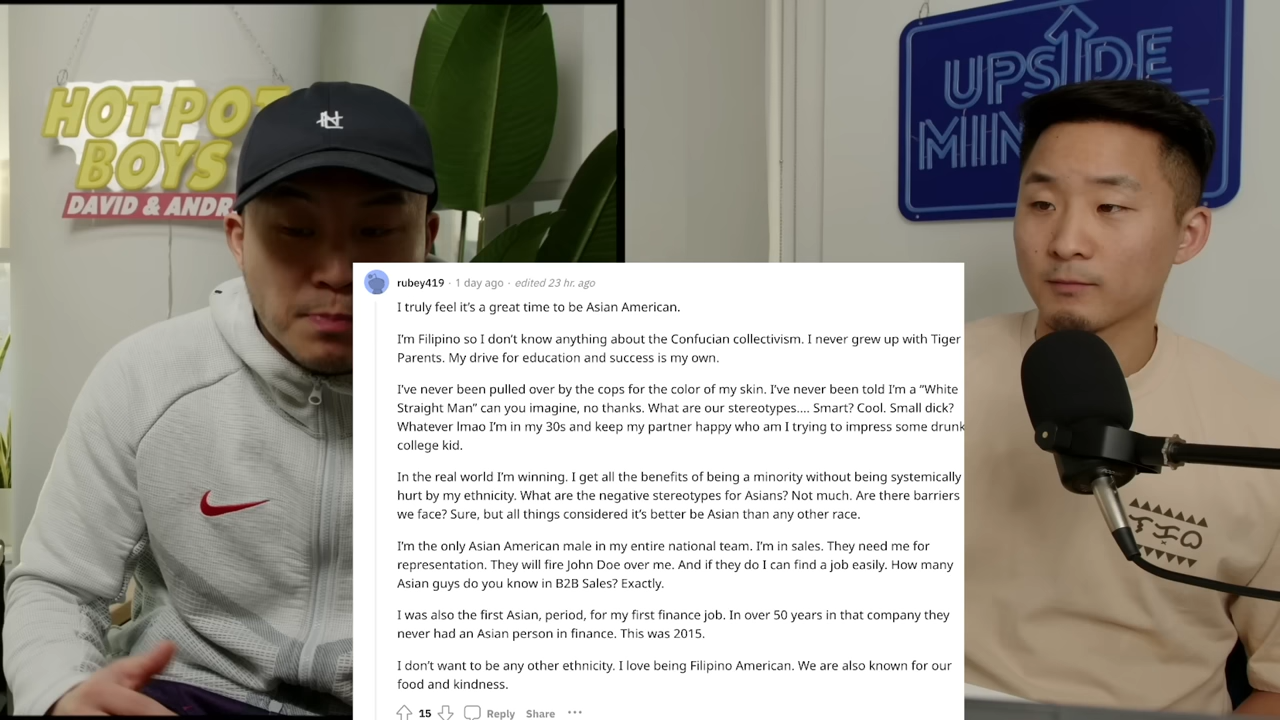 HOT PO
BOYS
DAVID & ANDR
UPSIDE
MIN
rubey419 · 1 day ago · edited 23 hr. ago
I truly feel it's a great time to be Asian American.
I'm Filipino so I don't know anything about the Confucian collectivism. I never grew up with Tiger
Parents. My drive for education and success is my own.
I've never been pulled over by the cops for the color of my skin. I've never been told I'm a “White
Straight Man” can you imagine, no thanks. What are our stereotypes.... Smart? Cool. Small dick?
Whatever lmao I'm in my 30s and keep my partner happy who am I trying to impress some drunk
college kid.
In the real world I'm winning. I get all the benefits of being a minority without being systemically
hurt by my ethnicity. What are the negative stereotypes for Asians? Not much. Are there barriers
we face? Sure, but all things considered it's better be Asian than any other race.
I'm the only Asian American male in my entire national team. I'm in sales. They need me for
representation. They will fire John Doe over me. And if they do I can find a job easily. How many
Asian guys do you know in B2B Sales? Exactly.
I was also the first Asian, period, for my first finance job. In over 50 years in that company they
never had an Asian person in finance. This was 2015.
I don't want to be any other ethnicity. I love being Filipino American. We are also known for our
food and kindness.
15 Reply Share ...